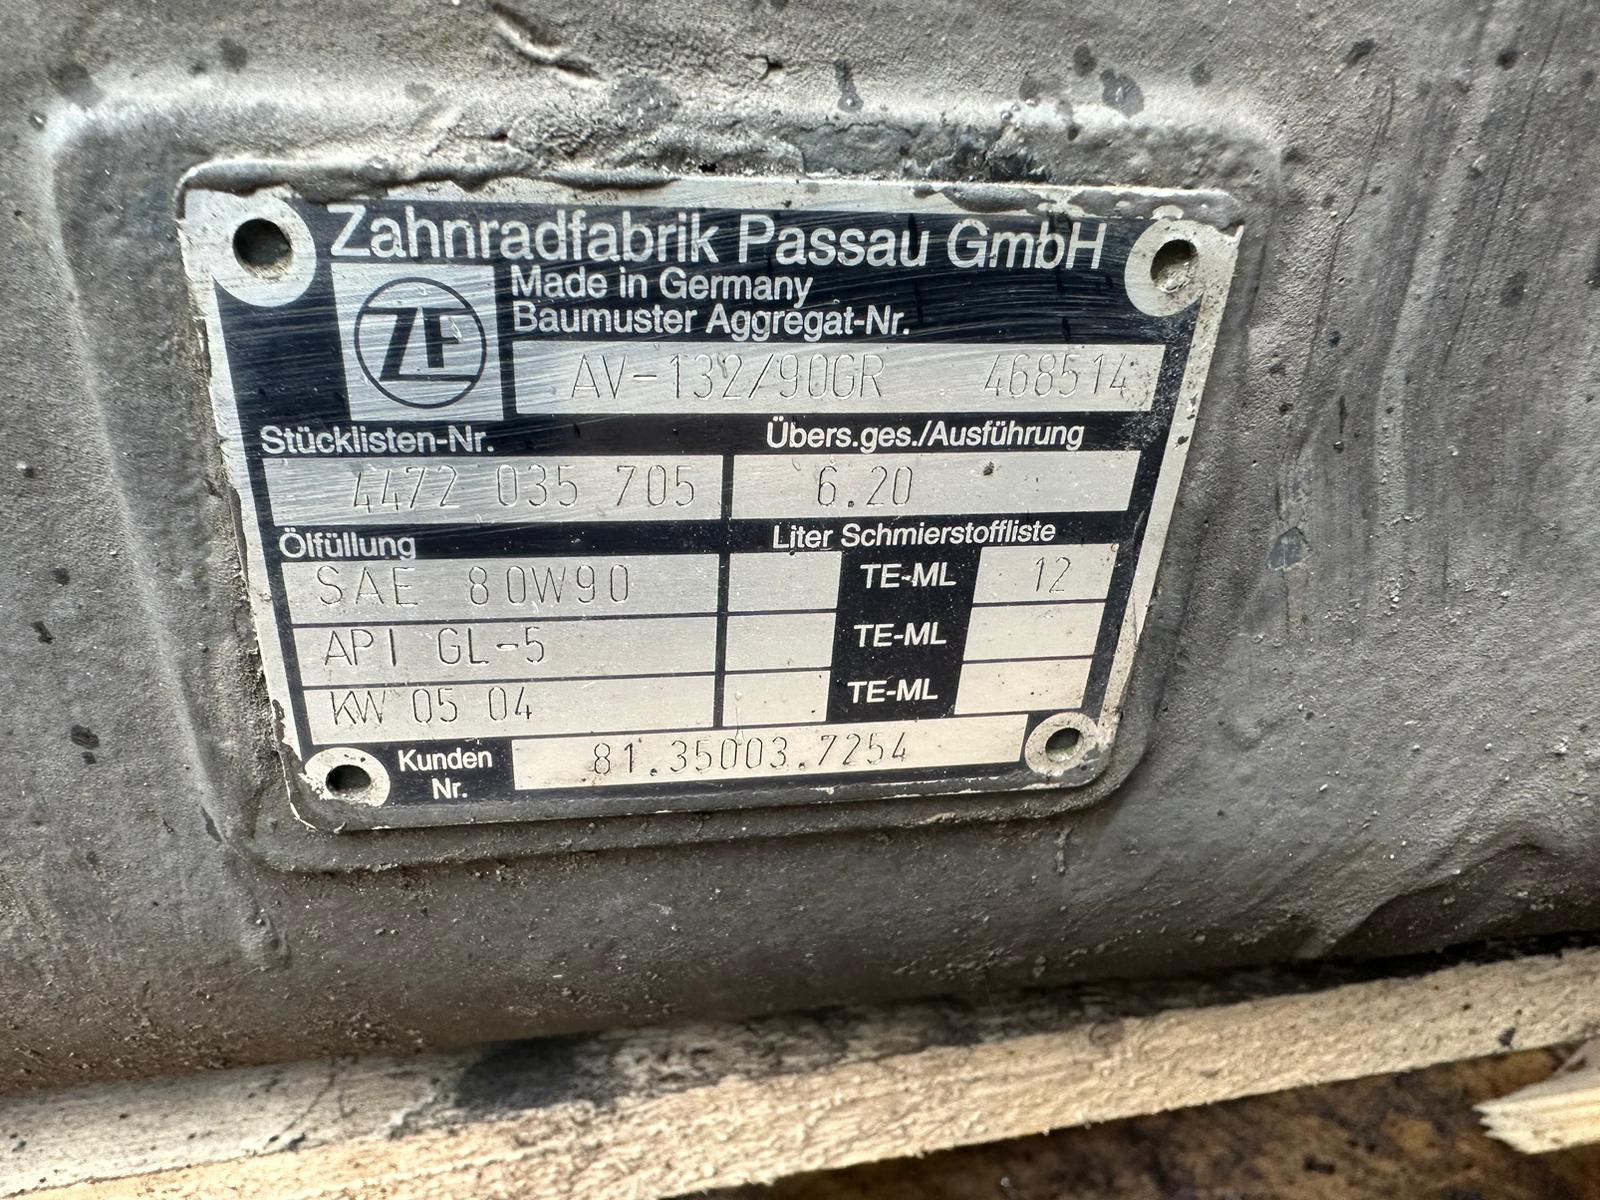 Zahnradfabrik Passau GmbH
ZF
Made in Germany
Baumuster Aggregat-Nr.
AV-132/90GR 468514
Stücklisten-Nr. Übers.ges./Ausführung
4472 035 705 6.20
Ölfüllung Liter Schmierstoffliste
SAE 80W90 TE-ML 12
API GL-5 TE-ML
KW 05 04 TE-ML
Kunden Nr. 81.35003.7254